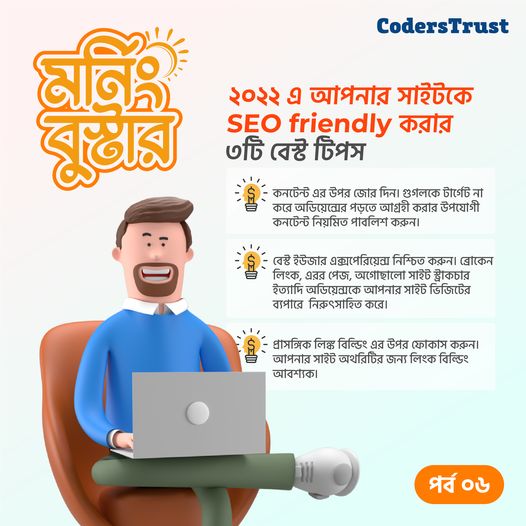 CodersTrust
মর্নিং
বুস্টার
২০২২ এ আপনার সাইটকে
SEO friendly করার
৩টি বেস্ট টিপস
কনটেন্ট এর উপর জোর দিন। গুগলকে টার্গেট না
করে অডিয়েন্সের পড়তে আগ্রহী করার উপযোগী
কনটেন্ট নিয়মিত পাবলিশ করুন।
বেস্ট ইউজার এক্সপেরিয়েন্স নিশ্চিত করুন। ব্রোকেন
লিংক, এরর পেজ, অগোছালো সাইট স্ট্রাকচার
ইত্যাদি অডিয়েন্সকে আপনার সাইট ভিজিটের
ব্যপারে নিরুৎসাহিত করে।
প্রাসঙ্গিক লিঙ্ক বিল্ডিং এর উপর ফোকাস করুন।
আপনার সাইট অথরিটির জন্য লিংক বিল্ডিং
আবশ্যক।
পর্ব ০৬